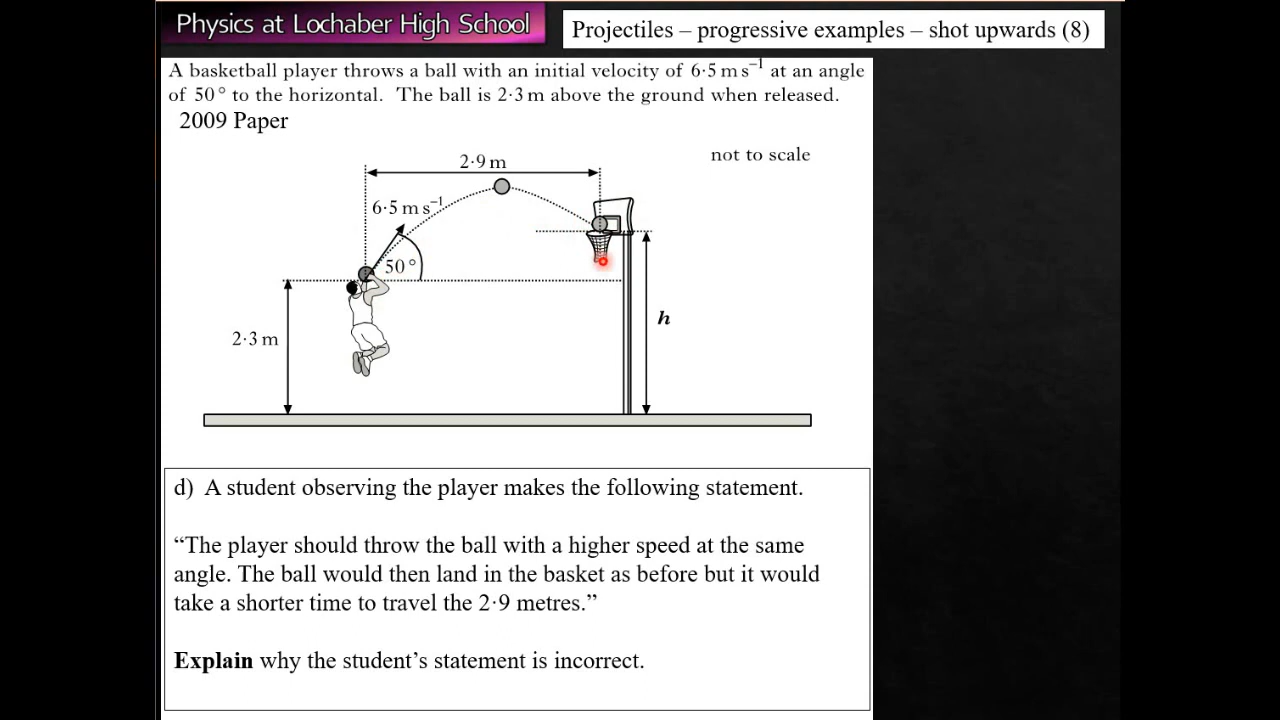 Physics at Lochaber High School
Projectiles – progressive examples – shot upwards (8)
A basketball player throws a ball with an initial velocity of 6·5 m s⁻¹ at an angle
of 50° to the horizontal. The ball is 2·3 m above the ground when released.
2009 Paper
not to scale
2·9 m
6·5 m s⁻¹
50°
2·3 m
h
d) A student observing the player makes the following statement.
“The player should throw the ball with a higher speed at the same
angle. The ball would then land in the basket as before but it would
take a shorter time to travel the 2·9 metres.”
Explain why the student’s statement is incorrect.